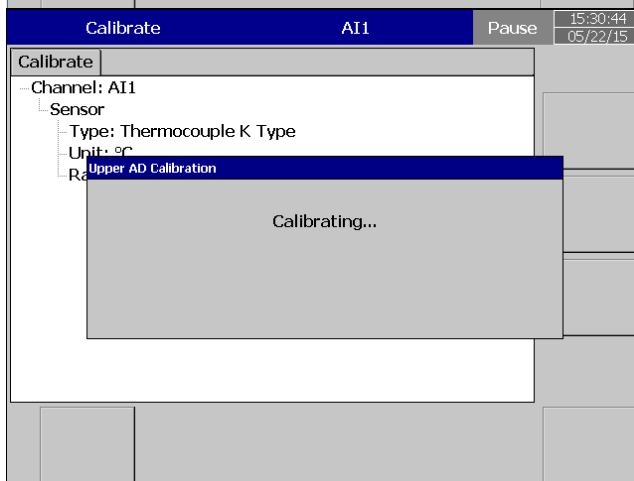 Calibrate AI1 Pause 15:30:44
05/22/15
Calibrate
Channel: AI1
Sensor
Type: Thermocouple K Type
Unit: °C
Upper AD Calibration
Calibrating...